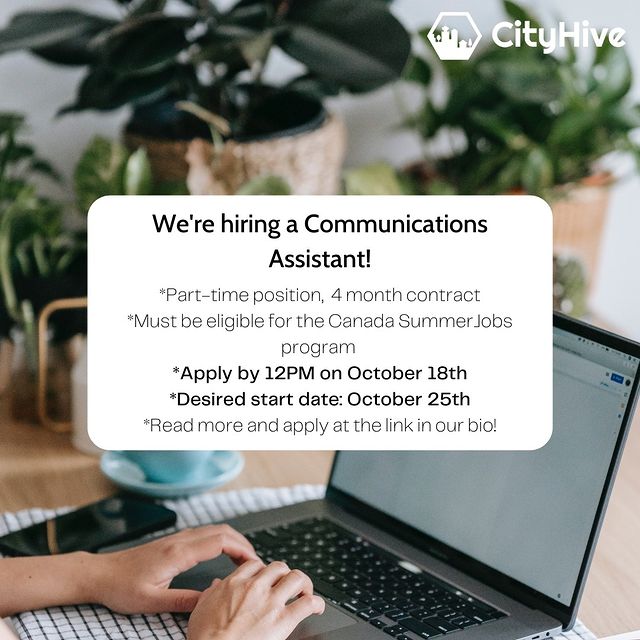 CityHive
We're hiring a Communications
Assistant!
*Part-time position, 4 month contract
*Must be eligible for the Canada SummerJobs
program
*Apply by 12PM on October 18th
*Desired start date: October 25th
*Read more and apply at the link in our bio!